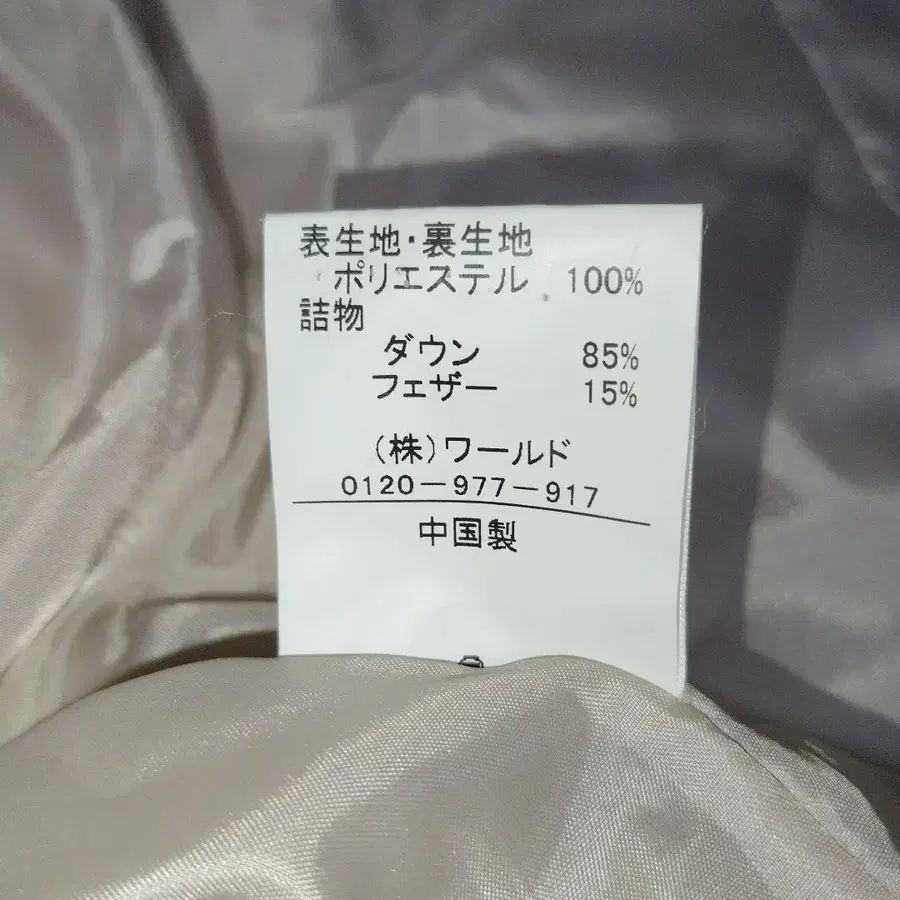 表生地・裏生地
ポリエステル 100%
詰物
ダウン 85%
フェザー 15%
(株)ワールド
0120-977-917
中国製